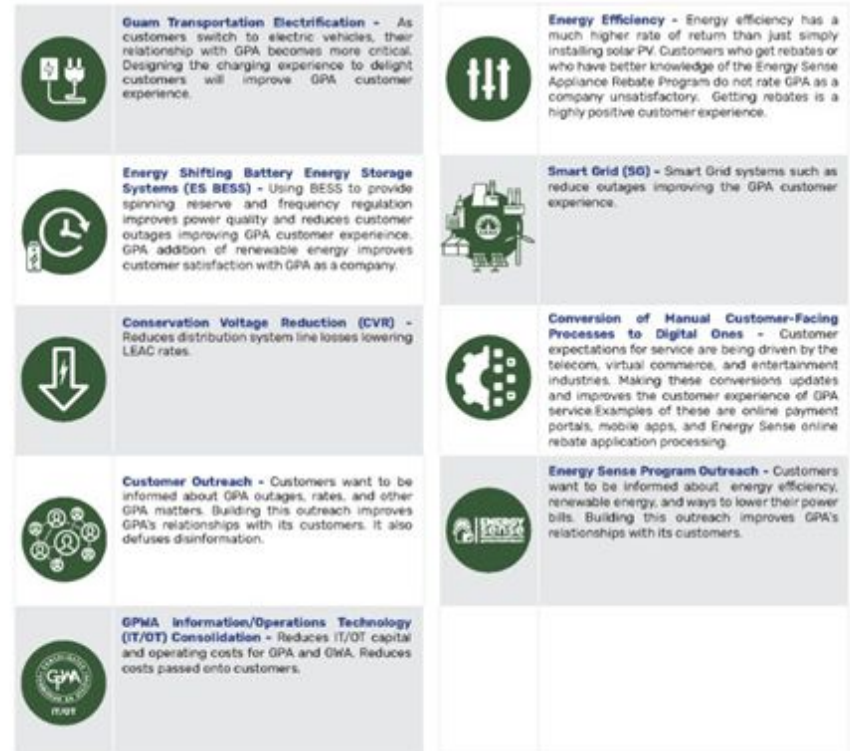 Guam Transportation Electrification - As
customers switch to electric vehicles, their
relationship with GPA becomes more critical.
Designing the charging experience to delight
customers will improve GPA customer
experience.
Energy Shifting Battery Energy Storage
Systems (ES BESS) - Using BESS to provide
spinning reserve and frequency regulation
improves power quality and reduces customer
outages improving GPA customer experieince.
GPA addition of renewable energy improves
customer satisfaction with GPA as a company.
Conservation Voltage Reduction (CVR) -
Reduces distribution system line losses lowering
LEAC rates.
Customer Outreach - Customers want to be
informed about GPA outages, rates, and other
GPA matters. Building this outreach improves
GPA's relationships with its customers. It also
defuses disinformation.
GPWA
IT/OT
GPWA Information/Operations Technology
(IT/OT) Consolidation - Reduces IT/OT capital
and operating costs for GPA and GWA. Reduces
costs passed onto customers.
Energy Efficiency - Energy efficiency has a
much higher rate of return than just simply
installing solar PV. Customers who get rebates or
who have better knowledge of the Energy Sense
Appliance Rebate Program do not rate GPA as a
company unsatisfactory. Getting rebates is a
highly positive customer experience.
Smart Grid (SG) - Smart Grid systems such as
reduce outages improving the GPA customer
experience.
Conversion of Manual Customer-Facing
Processes to Digital Ones - Customer
expectations for service are being driven by the
telecom, virtual commerce, and entertainment
industries. Making these conversions updates
and improves the customer experience of GPA
service.Examples of these are online payment
portals, mobile apps, and Energy Sense online
rebate application processing.
ENERGY
sense
Energy Sense Program Outreach - Customers
want to be informed about energy efficiency,
renewable energy, and ways to lower their power
bills. Building this outreach improves GPA's
relationships with its customers.